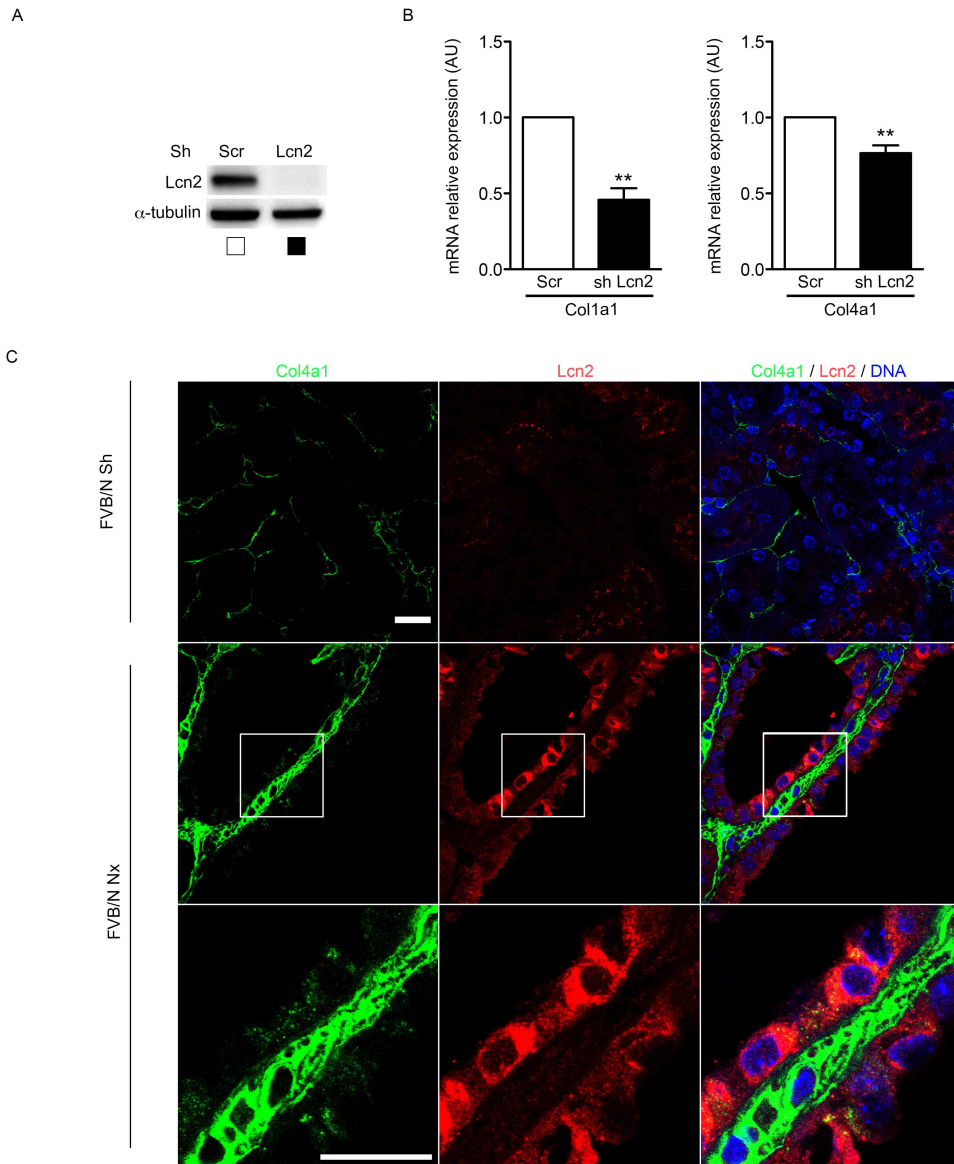 A
Sh Scr Lcn2
Lcn2
α-tubulin
B
mRNA relative expression (AU)
1.5
1.0
0.5
0.0
**
Scr sh Lcn2
Col1a1
mRNA relative expression (AU)
1.5
1.0
0.5
0.0
**
Scr sh Lcn2
Col4a1
C
Col4a1 Lcn2 Col4a1 / Lcn2 / DNA
FVB/N Sh
FVB/N Nx